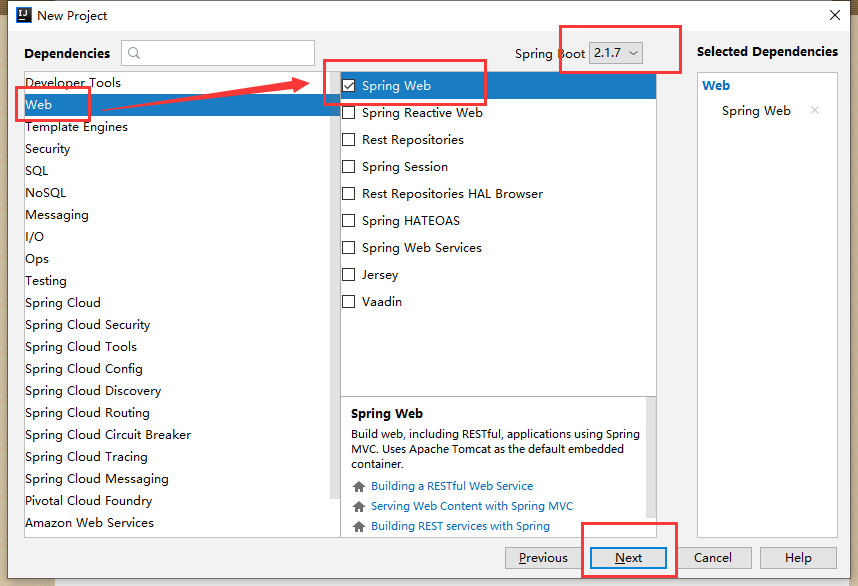 New Project
Dependencies
Spring Boot 2.1.7
Selected Dependencies
Developer Tools
Web
Template Engines
Security
SQL
NoSQL
Messaging
I/O
Ops
Testing
Spring Cloud
Spring Cloud Security
Spring Cloud Tools
Spring Cloud Config
Spring Cloud Discovery
Spring Cloud Routing
Spring Cloud Circuit Breaker
Spring Cloud Tracing
Spring Cloud Messaging
Pivotal Cloud Foundry
Amazon Web Services
Spring Web
Spring Reactive Web
Rest Repositories
Spring Session
Rest Repositories HAL Browser
Spring HATEOAS
Spring Web Services
Jersey
Vaadin
Spring Web
Build web, including RESTful, applications using Spring
MVC. Uses Apache Tomcat as the default embedded
container.
Building a RESTful Web Service
Serving Web Content with Spring MVC
Building REST services with Spring
Web
Spring Web
Previous
Next
Cancel
Help